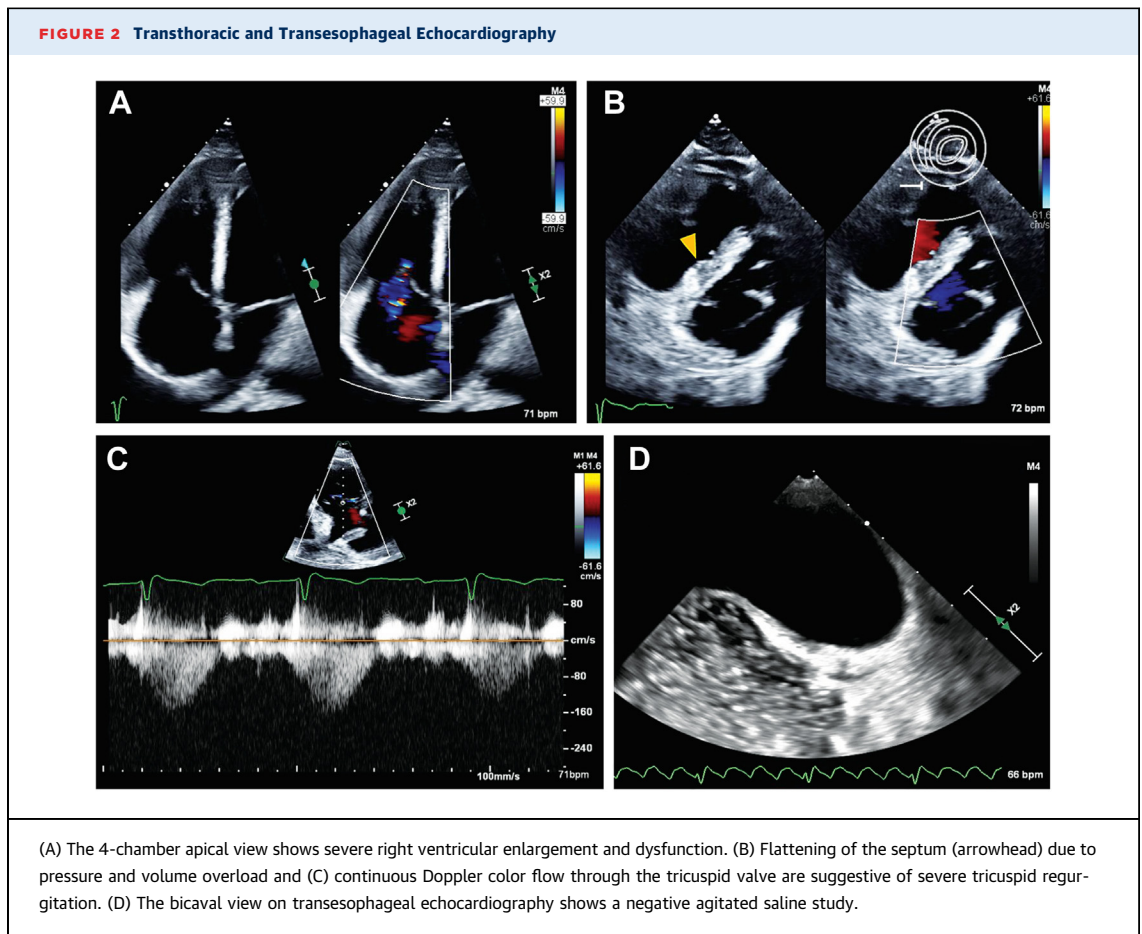 FIGURE 2 Transthoracic and Transesophageal Echocardiography
A
M4
+59.9
-59.9
cm/s
X2
71 bpm
B
M4
+61.6
-61.6
cm/s
72 bpm
C
M1 M4
+61.6
-61.6
cm/s
X2
80
cm/s
-80
-160
-240
100mm/s
71bpm
D
M4
X2
66 bpm
(A) The 4-chamber apical view shows severe right ventricular enlargement and dysfunction. (B) Flattening of the septum (arrowhead) due to
pressure and volume overload and (C) continuous Doppler color flow through the tricuspid valve are suggestive of severe tricuspid regur-
gitation. (D) The bicaval view on transesophageal echocardiography shows a negative agitated saline study.